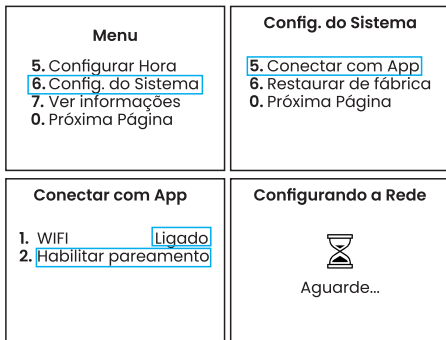 Menu
5. Configurar Hora
6. Config. do Sistema
7. Ver informações
0. Próxima Página
Config. do Sistema
5. Conectar com App
6. Restaurar de fábrica
0. Próxima Página
Conectar com App
1. WIFI Ligado
2. Habilitar pareamento
Configurando a Rede
Aguarde...